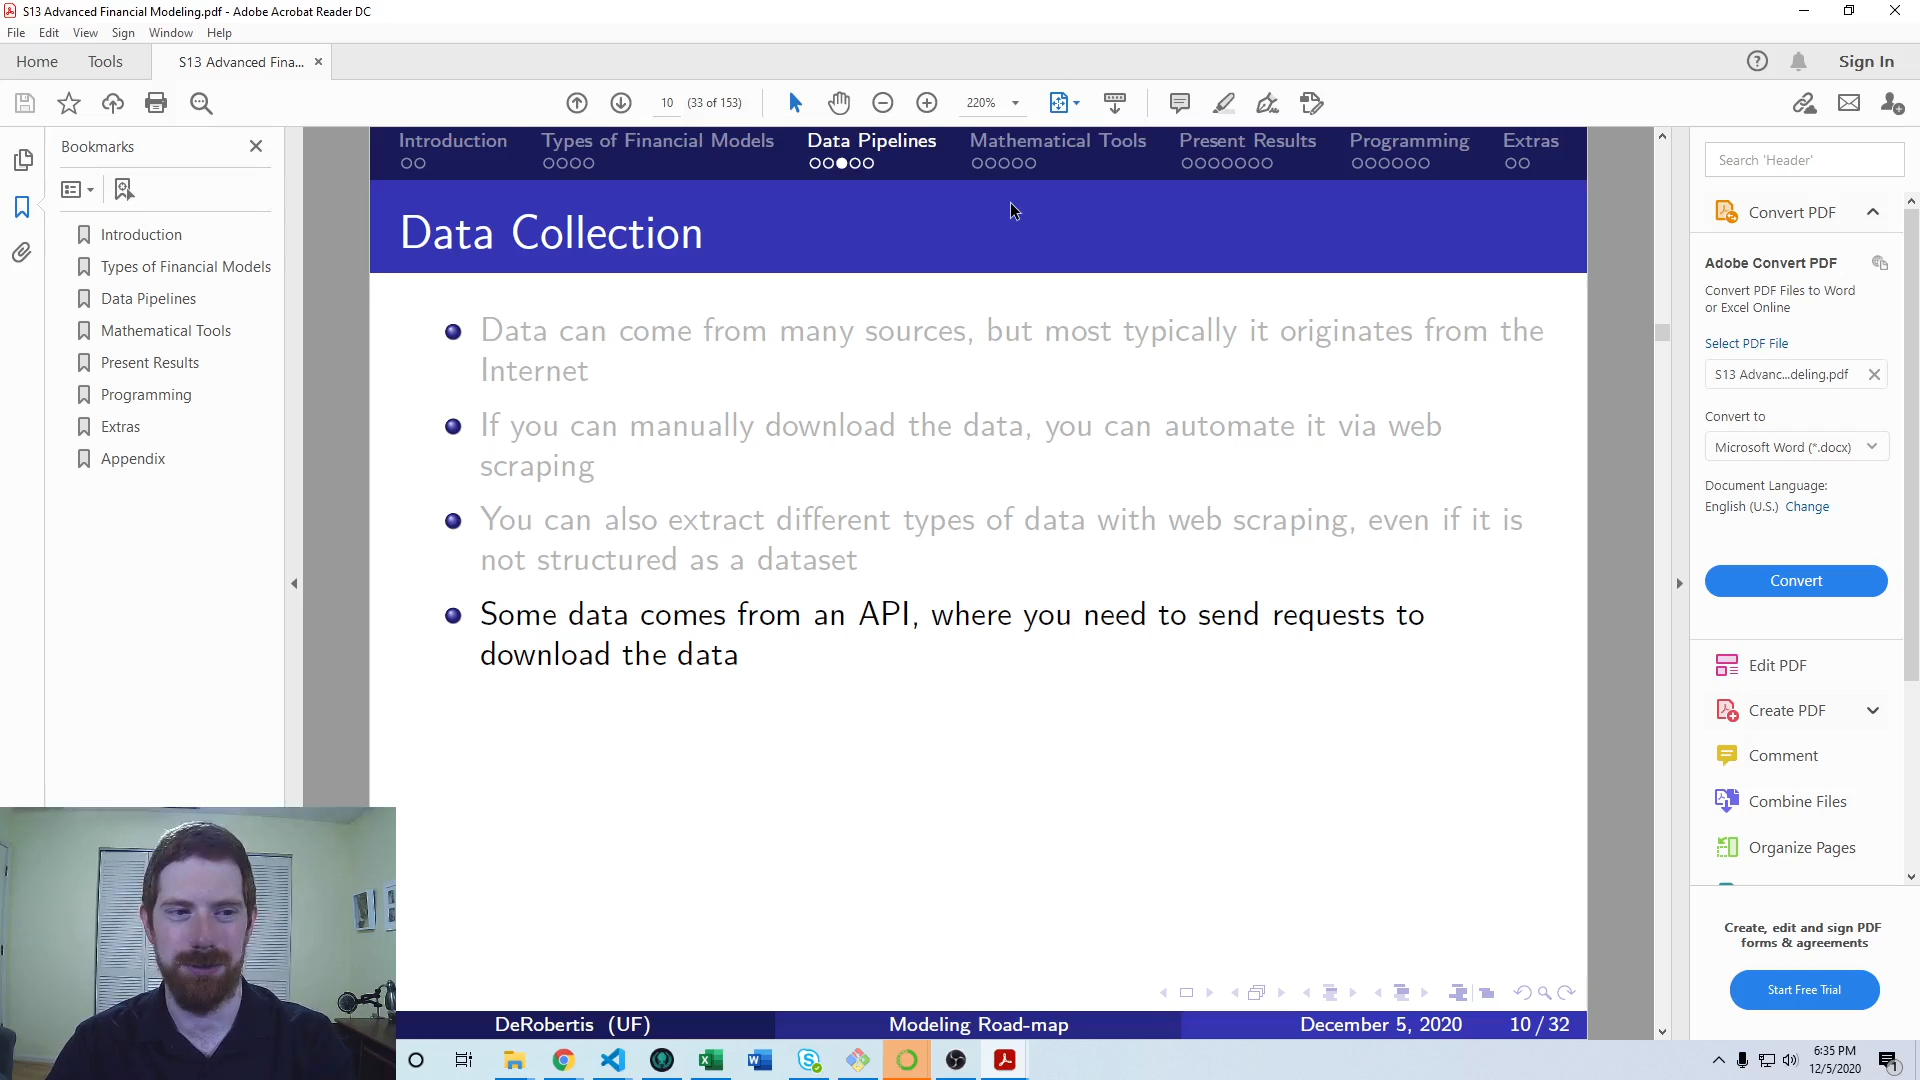 S13 Advanced Financial Modeling.pdf - Adobe Acrobat Reader DC
File Edit View Sign Window Help
Home Tools S13 Advanced Fina... Sign In
10 (33 of 153) 220%
Bookmarks
Introduction
Types of Financial Models
Data Pipelines
Mathematical Tools
Present Results
Programming
Extras
Appendix
Introduction Types of Financial Models Data Pipelines Mathematical Tools Present Results Programming Extras
Data Collection
Data can come from many sources, but most typically it originates from the
Internet
If you can manually download the data, you can automate it via web
scraping
You can also extract different types of data with web scraping, even if it is
not structured as a dataset
Some data comes from an API, where you need to send requests to
download the data
DeRobertis (UF) Modeling Road-map December 5, 2020 10 / 32
Search 'Header'
Convert PDF
Adobe Convert PDF
Convert PDF Files to Word
or Excel Online
Select PDF File
S13 Advanc...deling.pdf
Convert to
Microsoft Word (*.docx)
Document Language:
English (U.S.) Change
Convert
Edit PDF
Create PDF
Comment
Combine Files
Organize Pages
Create, edit and sign PDF
forms & agreements
Start Free Trial
6:35 PM
12/5/2020
1